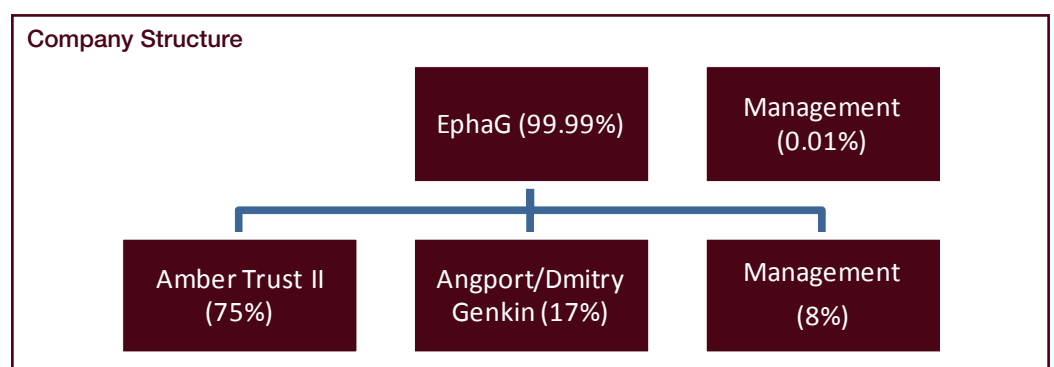 Company Structure
EphaG (99.99%)
Management
(0.01%)
Amber Trust II
(75%)
Angport/Dmitry
Genkin (17%)
Management
(8%)